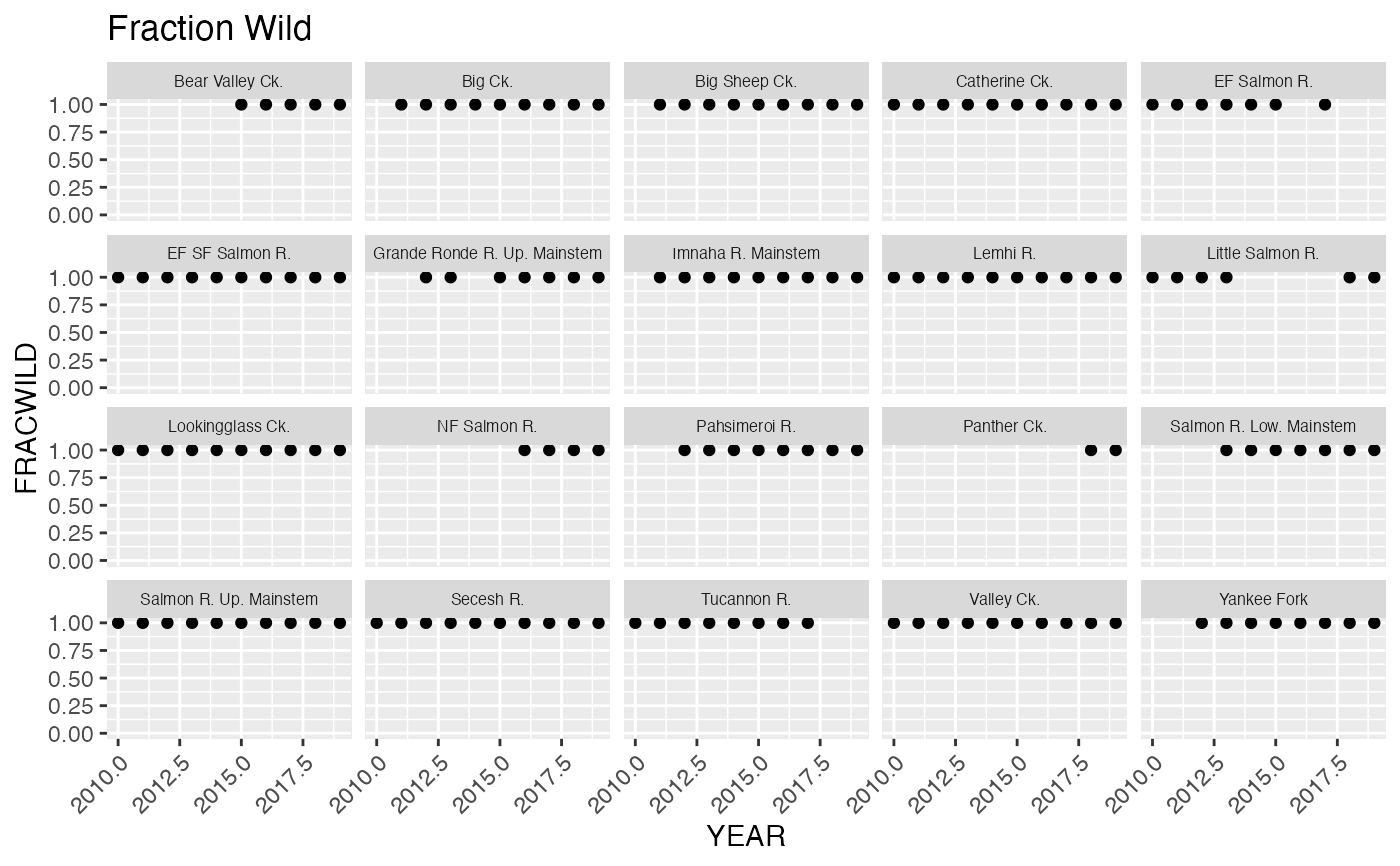 Fraction Wild
Bear Valley Ck. Big Ck. Big Sheep Ck. Catherine Ck. EF Salmon R.
1.00
0.75
0.50
0.25
0.00
EF SF Salmon R. Grande Ronde R. Up. Mainstem Imnaha R. Mainstem Lemhi R. Little Salmon R.
1.00
0.75
0.50
0.25
0.00
FRACWILD
Lookingglass Ck. NF Salmon R. Pahsimeroi R. Panther Ck. Salmon R. Low. Mainstem
1.00
0.75
0.50
0.25
0.00
Salmon R. Up. Mainstem Secesh R. Tucannon R. Valley Ck. Yankee Fork
1.00
0.75
0.50
0.25
0.00
2010.0 2012.5 2015.0 2017.5 2010.0 2012.5 2015.0 2017.5 2010.0 2012.5 2015.0 2017.5 2010.0 2012.5 2015.0 2017.5 2010.0 2012.5 2015.0 2017.5
YEAR